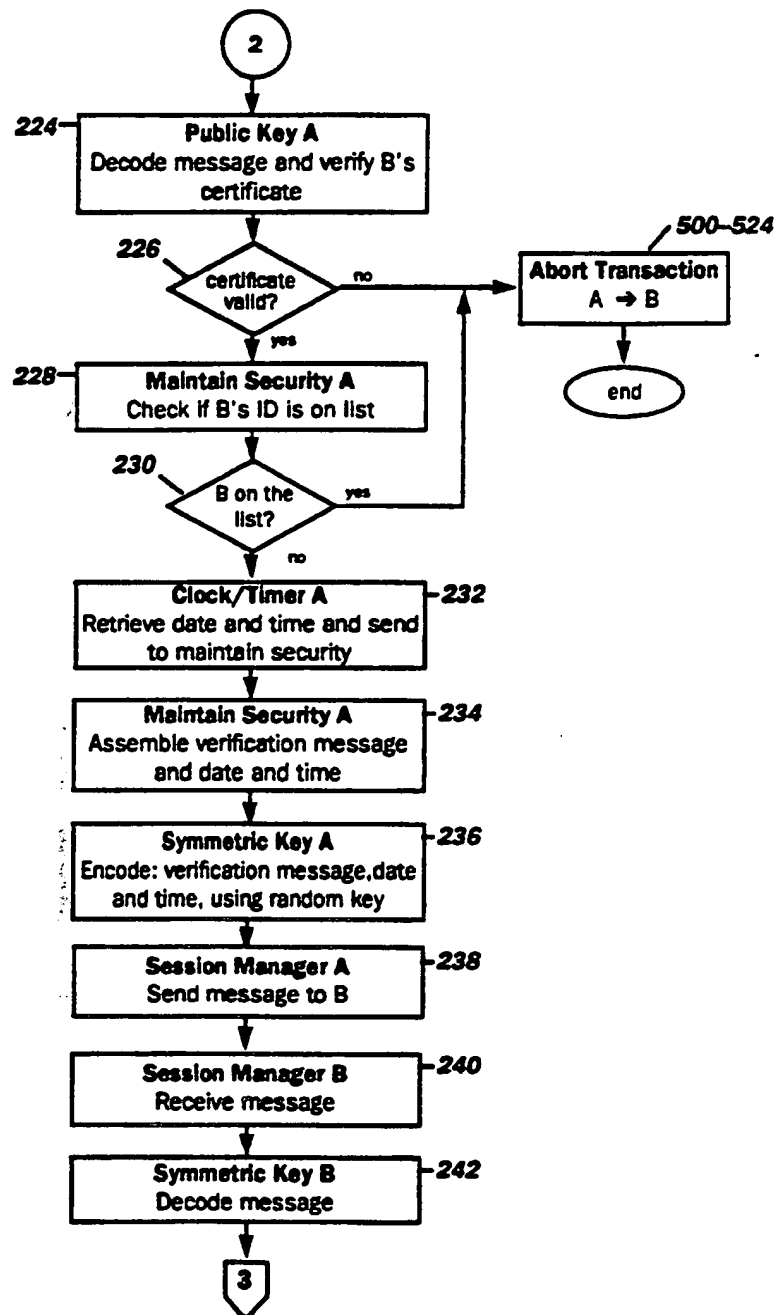 2
224
Public Key A
Decode message and verify B's
certificate
226
certificate
valid?
no
yes
500-524
Abort Transaction
A → B
end
228
Maintain Security A
Check if B's ID is on list
230
B on the
list?
yes
no
Clock/Timer A
Retrieve date and time and send
to maintain security
232
Maintain Security A
Assemble verification message
and date and time
234
Symmetric Key A
Encode: verification message,date
and time, using random key
236
Session Manager A
Send message to B
238
Session Manager B
Receive message
240
Symmetric Key B
Decode message
242
3